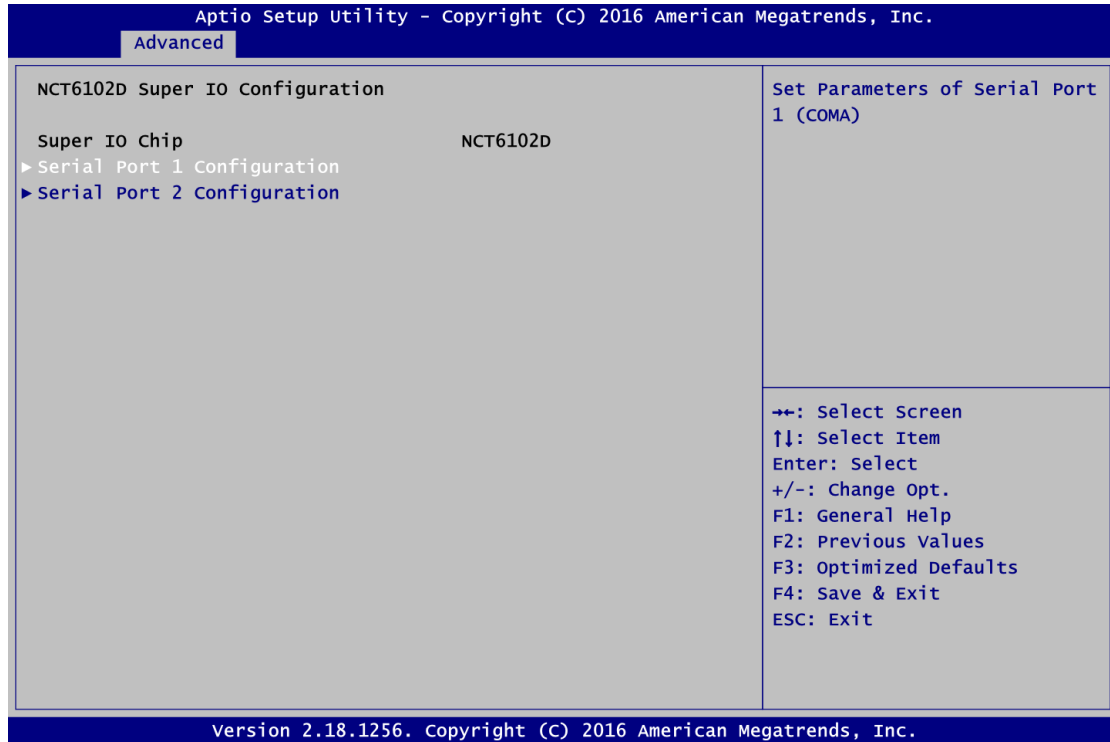 Aptio Setup Utility - Copyright (C) 2016 American Megatrends, Inc.
Advanced
NCT6102D Super IO Configuration
Super IO Chip NCT6102D
▶ Serial Port 1 Configuration
▶ Serial Port 2 Configuration
Set Parameters of Serial Port
1 (COMA)
→←: Select Screen
↑↓: Select Item
Enter: Select
+/-: Change Opt.
F1: General Help
F2: Previous Values
F3: Optimized Defaults
F4: Save & Exit
ESC: Exit
Version 2.18.1256. Copyright (C) 2016 American Megatrends, Inc.